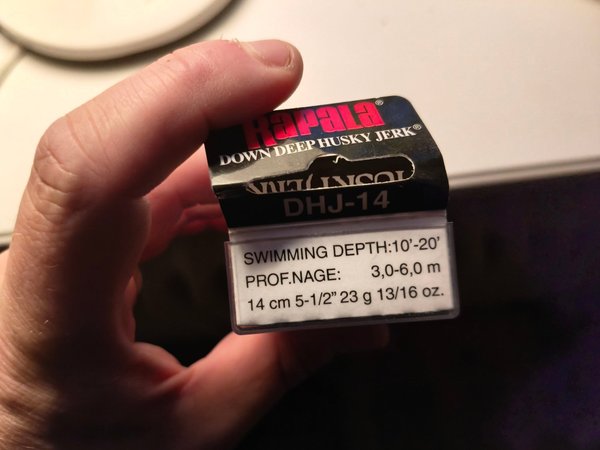 Rapala®
DOWN DEEP HUSKY JERK®
DHJ-14
SWIMMING DEPTH:10'-20'
PROF.NAGE: 3,0-6,0 m
14 cm 5-1/2" 23 g 13/16 oz.